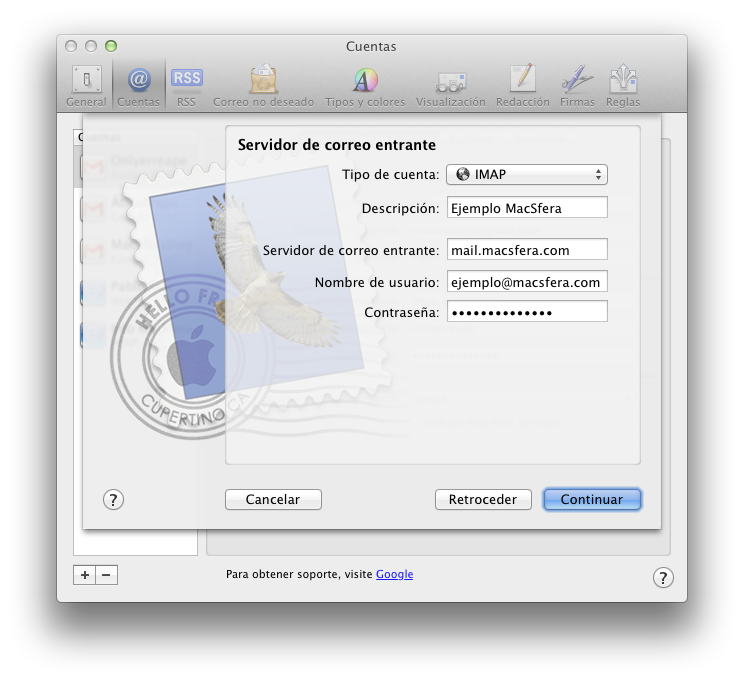 Cuentas
General Cuentas RSS Correo no deseado Tipos y colores Visualización Redacción Firmas Reglas
Servidor de correo entrante
Tipo de cuenta: IMAP
Descripción: Ejemplo MacSfera
Servidor de correo entrante: mail.macsfera.com
Nombre de usuario: ejemplo@macsfera.com
Contraseña: ••••••••••••••
HELLO FR
CUPERTINO CA
? Cancelar Retroceder Continuar
+ −
Para obtener soporte, visite Google
?